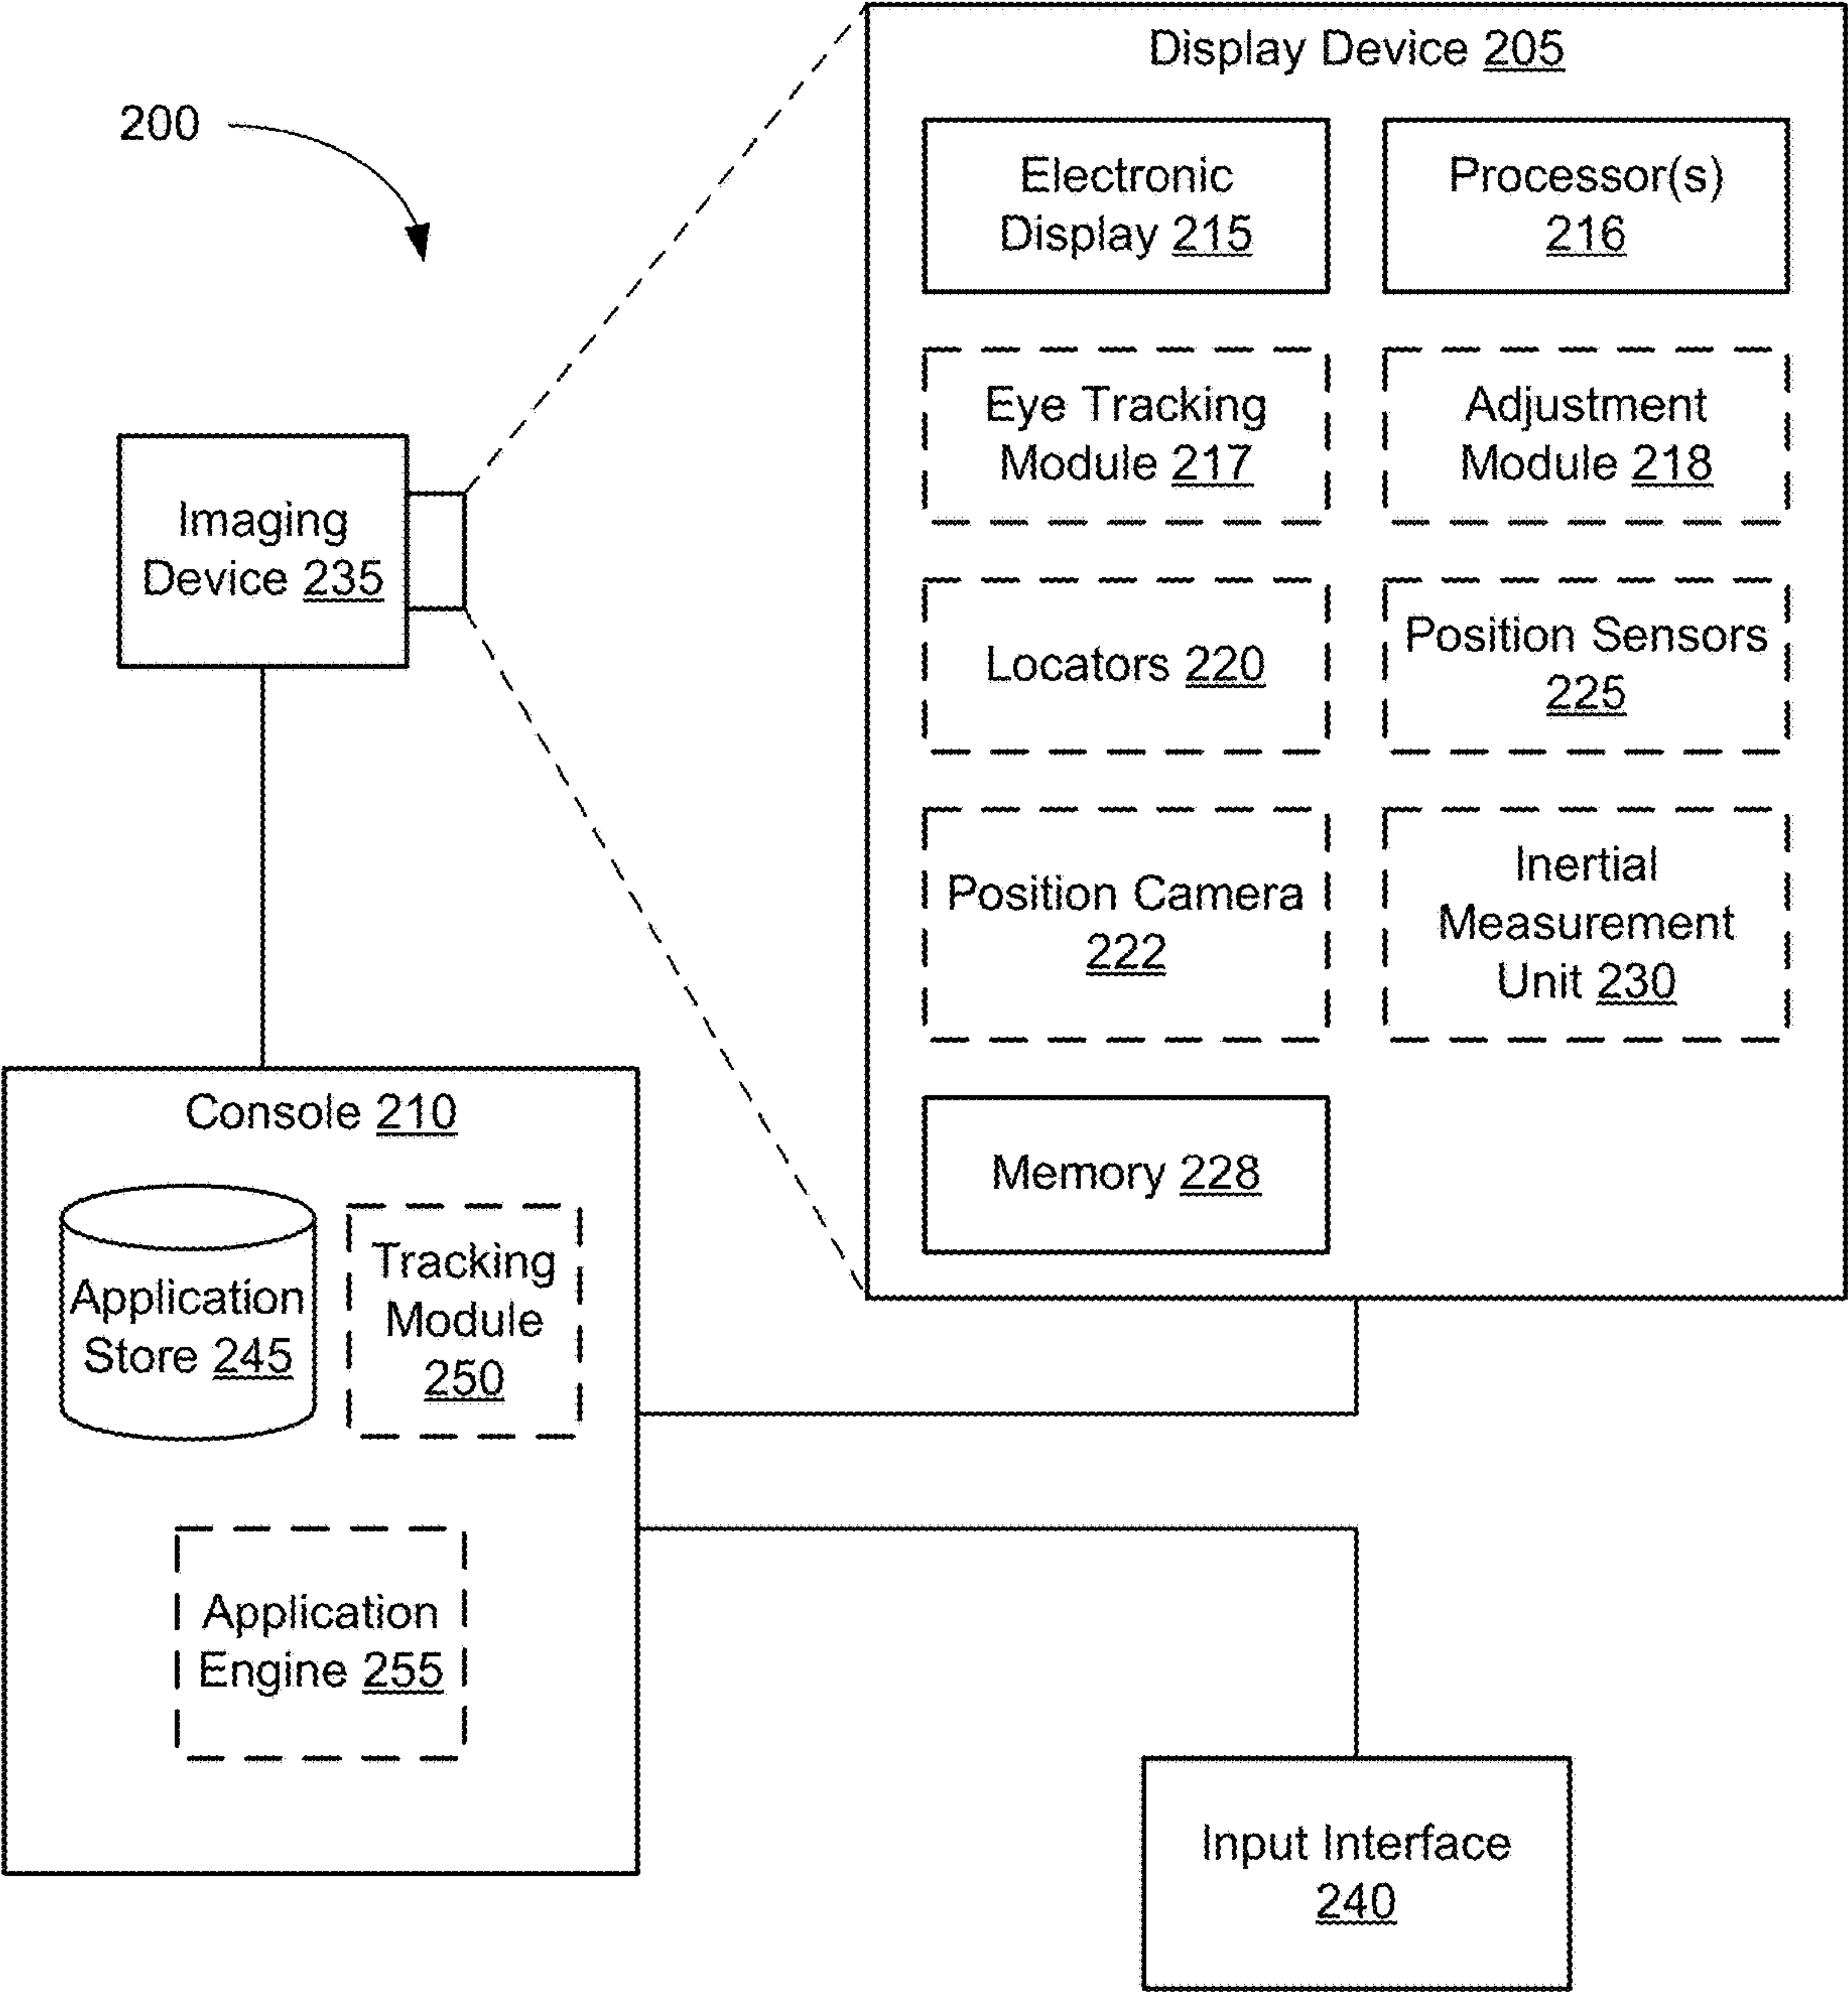 200
Display Device 205
Electronic
Display 215
Processor(s)
216
Eye Tracking
Module 217
Adjustment
Module 218
Imaging
Device 235
Locators 220
Position Sensors
225
Position Camera
222
Inertial
Measurement
Unit 230
Memory 228
Console 210
Application
Store 245
Tracking
Module
250
Application
Engine 255
Input Interface
240